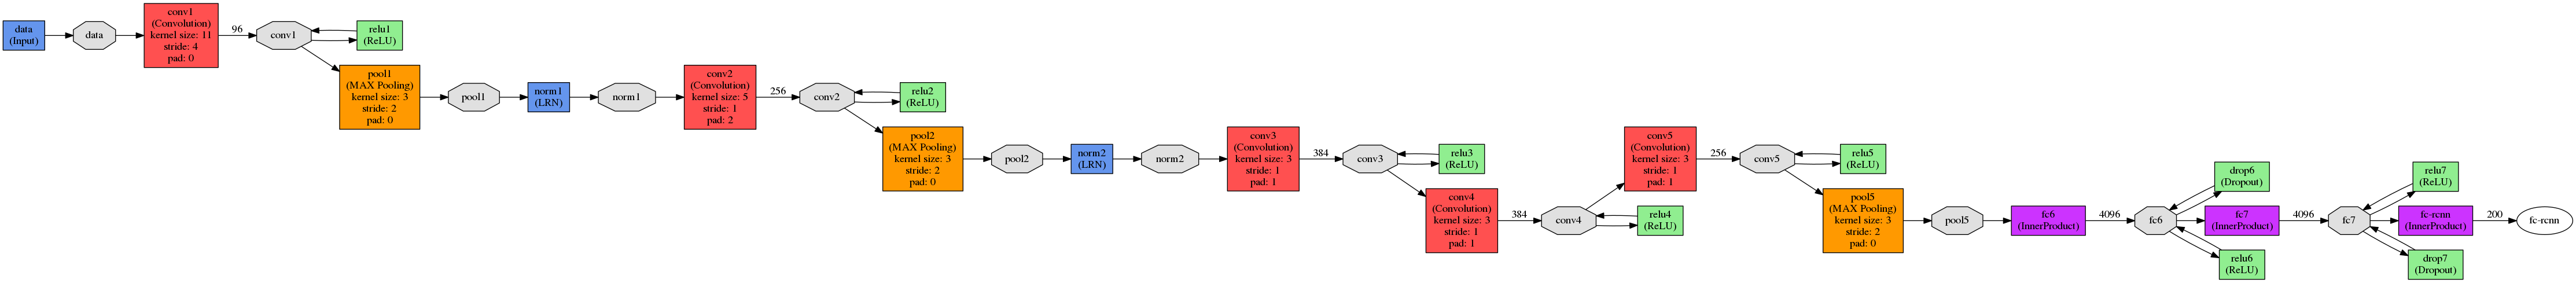 data
(Input)
data
conv1
(Convolution)
kernel size: 11
stride: 4
pad: 0
96
conv1
relu1
(ReLU)
pool1
(MAX Pooling)
kernel size: 3
stride: 2
pad: 0
pool1
norm1
(LRN)
norm1
conv2
(Convolution)
kernel size: 5
stride: 1
pad: 2
256
conv2
relu2
(ReLU)
pool2
(MAX Pooling)
kernel size: 3
stride: 2
pad: 0
pool2
norm2
(LRN)
norm2
conv3
(Convolution)
kernel size: 3
stride: 1
pad: 1
384
conv3
relu3
(ReLU)
conv4
(Convolution)
kernel size: 3
stride: 1
pad: 1
384
conv4
relu4
(ReLU)
conv5
(Convolution)
kernel size: 3
stride: 1
pad: 1
256
conv5
relu5
(ReLU)
pool5
(MAX Pooling)
kernel size: 3
stride: 2
pad: 0
pool5
fc6
(InnerProduct)
4096
fc6
drop6
(Dropout)
relu6
(ReLU)
fc7
(InnerProduct)
4096
fc7
relu7
(ReLU)
drop7
(Dropout)
fc-rcnn
(InnerProduct)
200
fc-rcnn